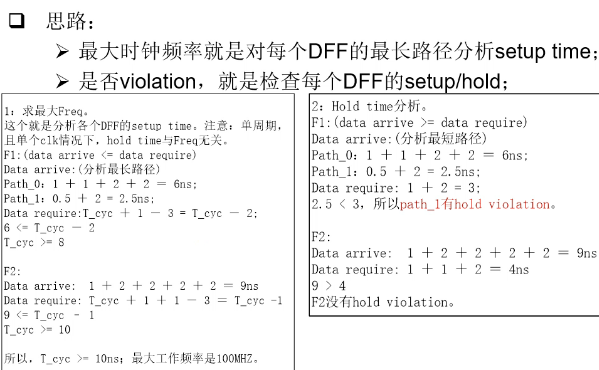 思路：
最大时钟频率就是对每个DFF的最长路径分析setup time；
是否violation，就是检查每个DFF的setup/hold；
1：求最大Freq。
这个就是分析各个DFF的setup time。注意：单周期，
且单个clk情况下，hold time与Freq无关。
F1:(data arrive <= data require)
Data arrive:(分析最长路径)
Path_0：1 + 1 + 2 + 2 = 6ns;
Path_1：0.5 + 2 = 2.5ns;
Data require:T_cyc + 1 - 3 = T_cyc - 2;
6 <= T_cyc - 2
T_cyc >= 8
F2:
Data arrive: 1 + 2 + 2 + 2 + 2 = 9ns
Data require: T_cyc + 1 + 1 - 3 = T_cyc -1
9 <= T_cyc - 1
T_cyc >= 10
所以，T_cyc >= 10ns；最大工作频率是100MHZ。
2：Hold time分析。
F1:(data arrive >= data require)
Data arrive:(分析最短路径)
Path_0：1 + 1 + 2 + 2 = 6ns;
Path_1：0.5 + 2 = 2.5ns;
Data require: 1 + 2 = 3;
2.5 < 3，所以path_1有hold violation。
F2:
Data arrive: 1 + 2 + 2 + 2 + 2 = 9ns
Data require: 1 + 1 + 2 = 4ns
9 > 4
F2没有hold violation。